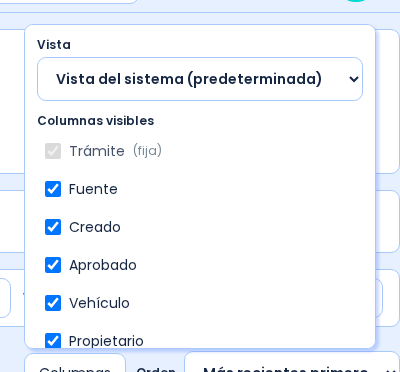 Vista
Vista del sistema (predeterminada)
Columnas visibles
Trámite (fija)
Fuente
Creado
Aprobado
Vehículo
Propietario
Columnas Orden Más recientes primero